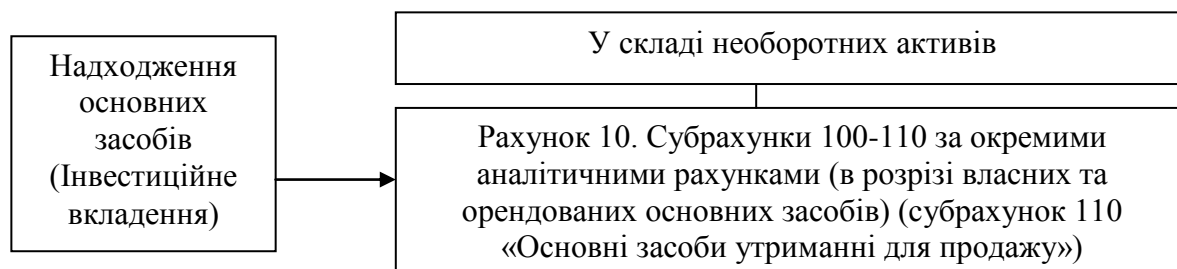 Надходження
основних
засобів
(Інвестиційне
вкладення)
У складі необоротних активів
Рахунок 10. Субрахунки 100-110 за окремими
аналітичними рахунками (в розрізі власних та
орендованих основних засобів) (субрахунок 110
«Основні засоби утриманні для продажу»)